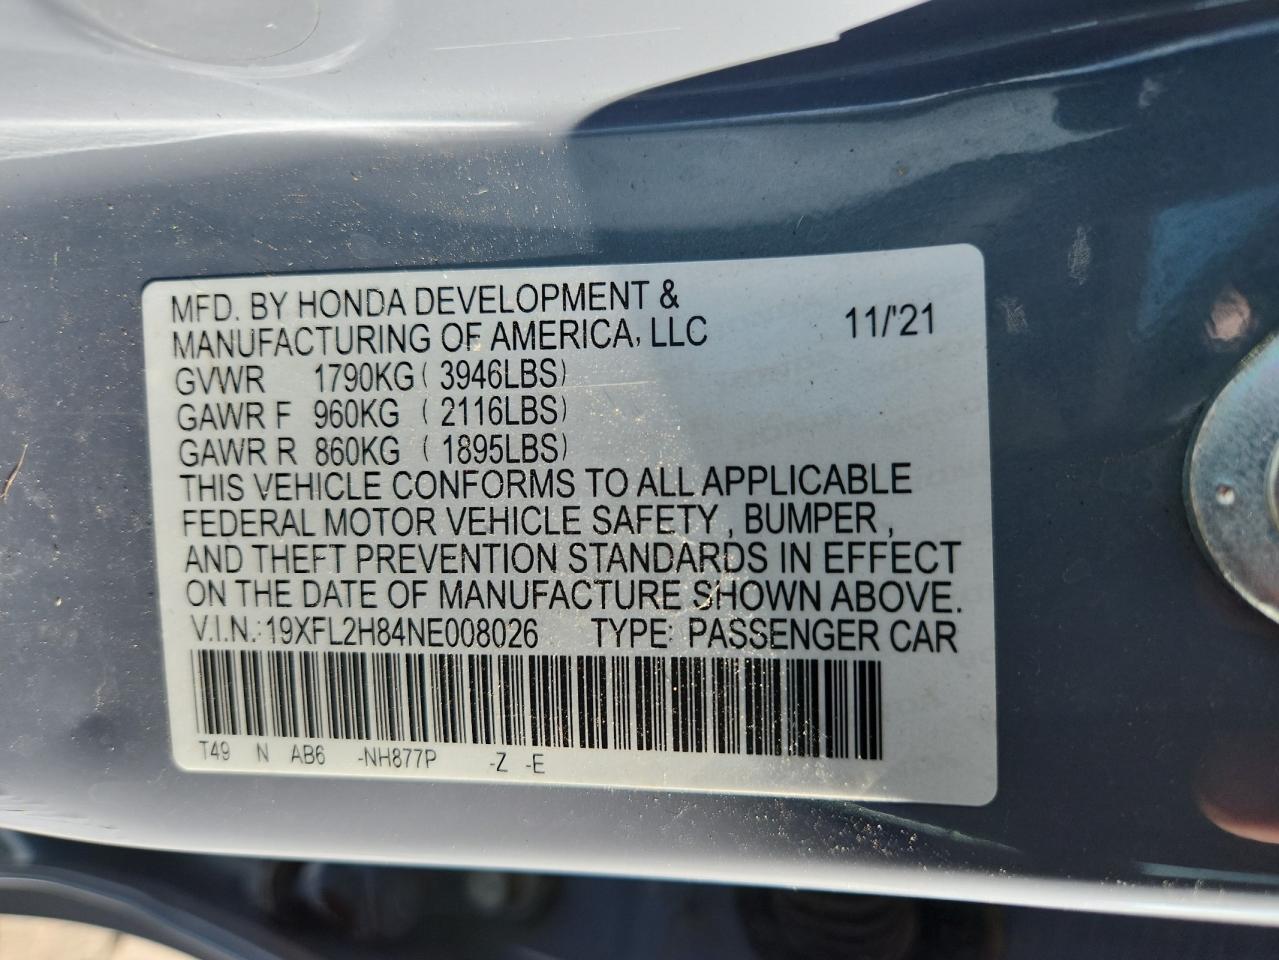 MFD. BY HONDA DEVELOPMENT &
MANUFACTURING OF AMERICA, LLC 11/'21
GVWR 1790KG ( 3946LBS)
GAWR F 960KG ( 2116LBS)
GAWR R 860KG ( 1895LBS)
THIS VEHICLE CONFORMS TO ALL APPLICABLE
FEDERAL MOTOR VEHICLE SAFETY , BUMPER ,
AND THEFT PREVENTION STANDARDS IN EFFECT
ON THE DATE OF MANUFACTURE SHOWN ABOVE.
V.I.N.:19XFL2H84NE008026 TYPE: PASSENGER CAR
T49 N AB6 -NH877P -Z -E